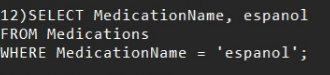 12)SELECT MedicationName, espanol
FROM Medications
WHERE MedicationName = 'espanol';